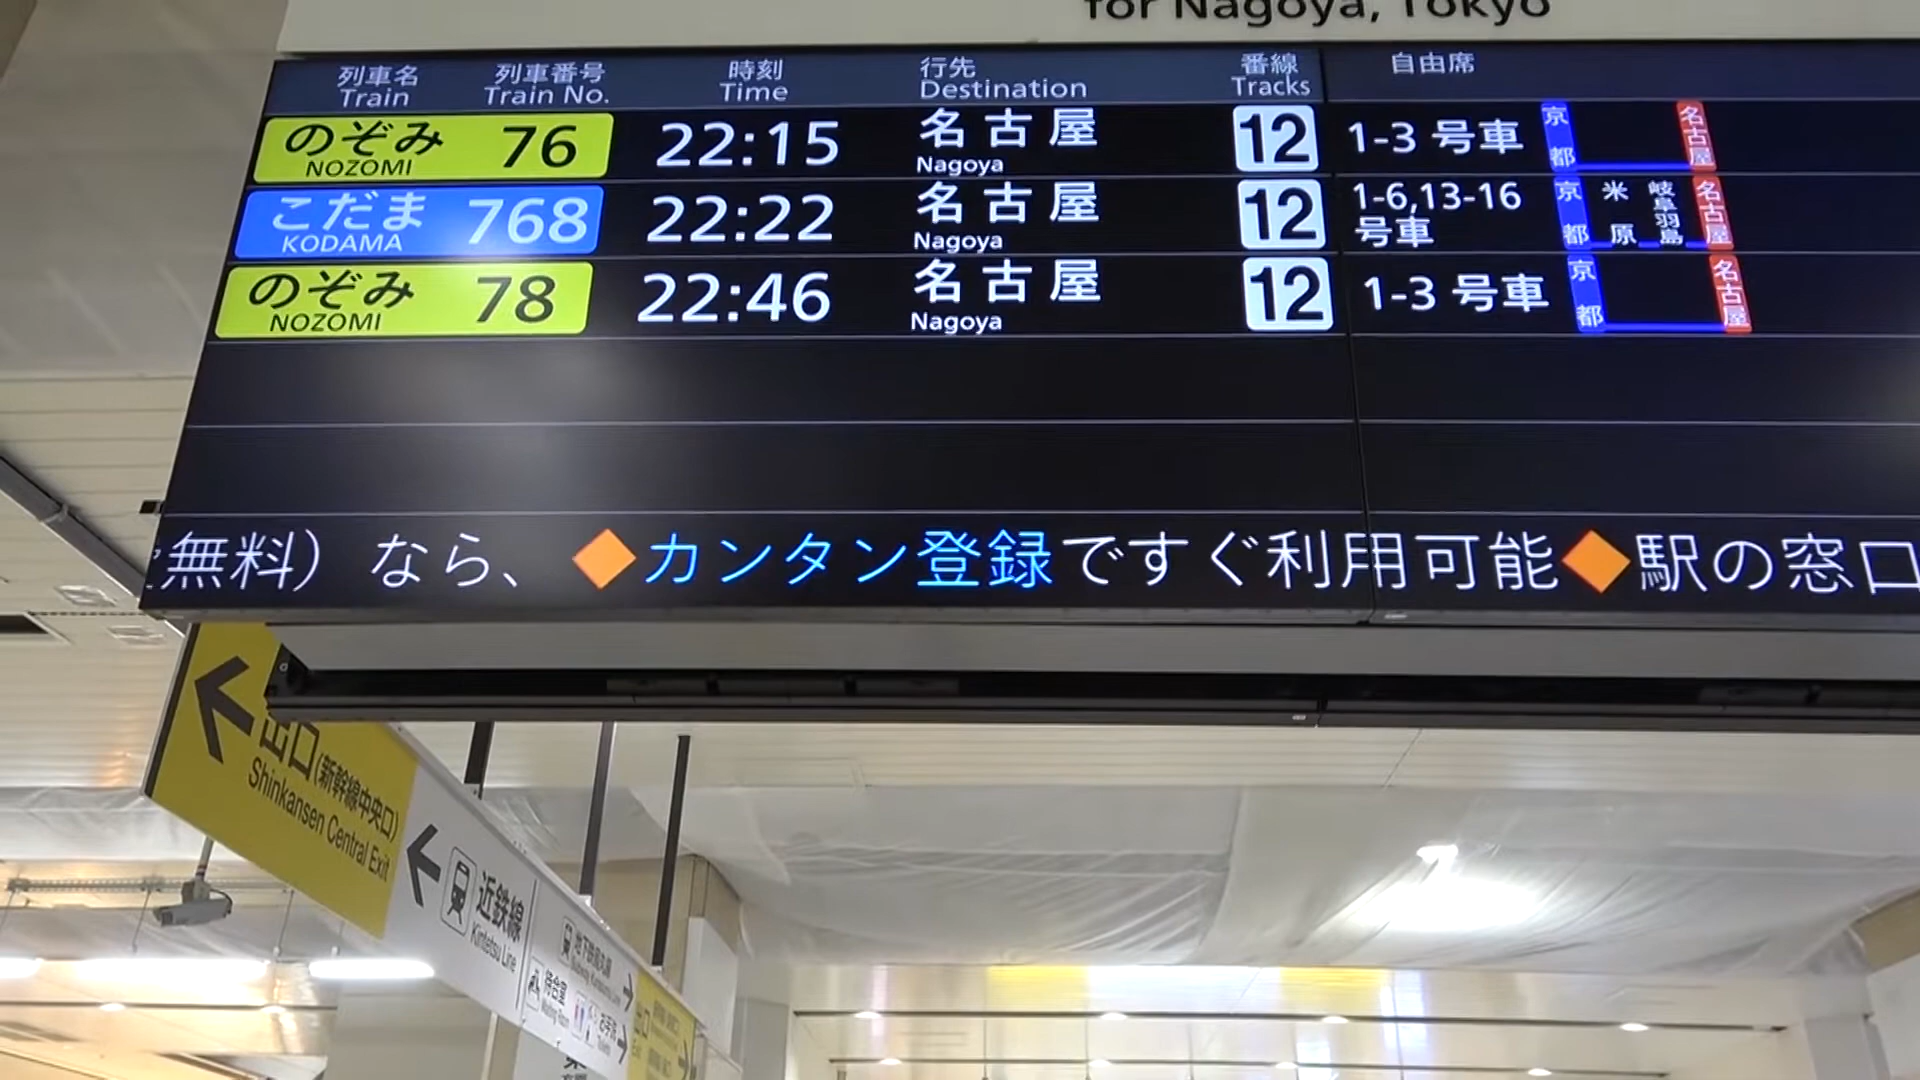 for Nagoya, Tokyo
列車名 列車番号 時刻 行先 番線 自由席
Train Train No. Time Destination Tracks
のぞみ 76 22:15 名古屋 12 1-3 号車 京都 名古屋
NOZOMI Nagoya
こだま 768 22:22 名古屋 12 1-6,13-16 号車 京都 米原 岐阜羽島 名古屋
KODAMA Nagoya
のぞみ 78 22:46 名古屋 12 1-3 号車 京都 名古屋
NOZOMI Nagoya
無料）なら、◆カンタン登録ですぐ利用可能◆駅の窓口
出口(新幹線中央口)
Shinkansen Central Exit
近鉄線
Kintetsu Line
待合室
Waiting Room